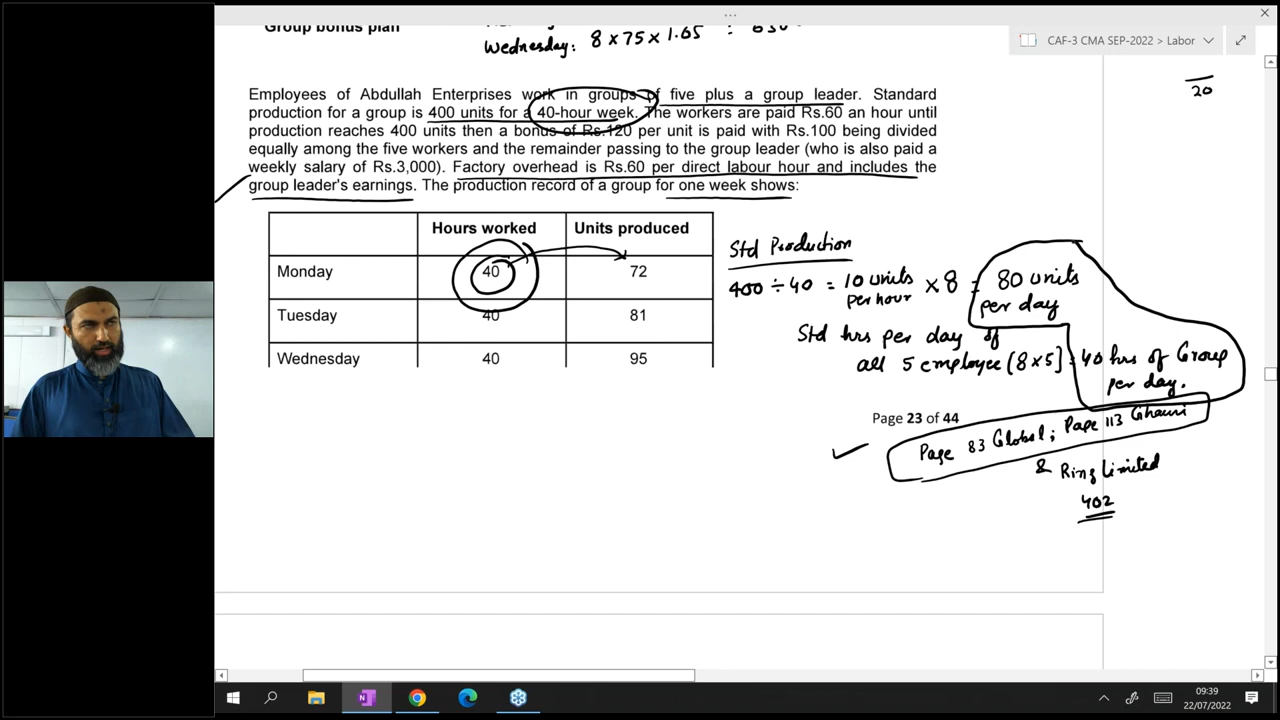 CAF-3 CMA SEP-2022 > Labor
Group bonus plan
Wednesday: 8 x 75 x 1.05
20
Employees of Abdullah Enterprises work in groups of five plus a group leader. Standard
production for a group is 400 units for a 40-hour week. The workers are paid Rs.60 an hour until
production reaches 400 units then a bonus of Rs.120 per unit is paid with Rs.100 being divided
equally among the five workers and the remainder passing to the group leader (who is also paid a
weekly salary of Rs.3,000). Factory overhead is Rs.60 per direct labour hour and includes the
group leader's earnings. The production record of a group for one week shows:
Hours worked Units produced
Monday 40 72
Tuesday 40 81
Wednesday 40 95
Std Production
400 ÷ 40 = 10 units per hour x 8 = 80 units per day
Std hrs per day of
all 5 employee (8 x 5) = 40 hrs of Group
per day.
Page 23 of 44
Page 83 Global; Page 113 Ghauri
& Ring Limited
402
09:39
22/07/2022